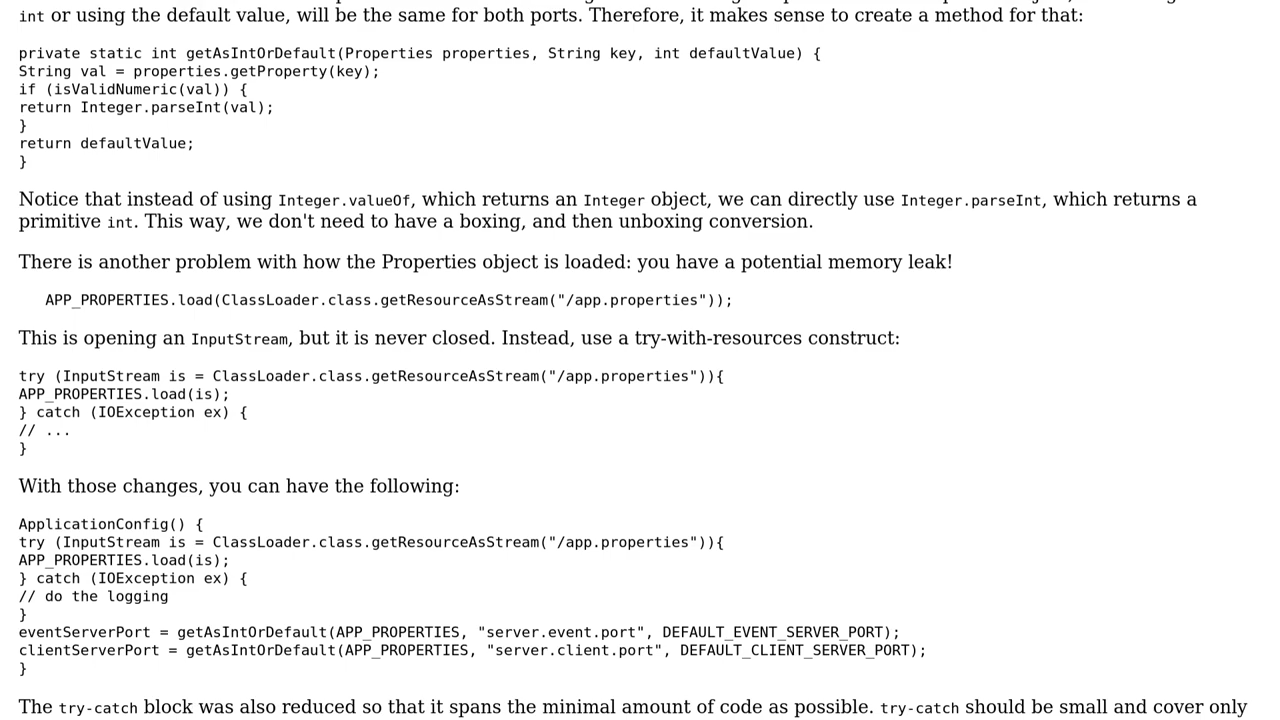 int or using the default value, will be the same for both ports. Therefore, it makes sense to create a method for that:
private static int getAsIntOrDefault(Properties properties, String key, int defaultValue) {
String val = properties.getProperty(key);
if (isValidNumeric(val)) {
return Integer.parseInt(val);
}
return defaultValue;
}
Notice that instead of using Integer.valueOf, which returns an Integer object, we can directly use Integer.parseInt, which returns a
primitive int. This way, we don't need to have a boxing, and then unboxing conversion.
There is another problem with how the Properties object is loaded: you have a potential memory leak!
APP_PROPERTIES.load(ClassLoader.class.getResourceAsStream("/app.properties"));
This is opening an InputStream, but it is never closed. Instead, use a try-with-resources construct:
try (InputStream is = ClassLoader.class.getResourceAsStream("/app.properties")){
APP_PROPERTIES.load(is);
} catch (IOException ex) {
// ...
}
With those changes, you can have the following:
ApplicationConfig() {
try (InputStream is = ClassLoader.class.getResourceAsStream("/app.properties")){
APP_PROPERTIES.load(is);
} catch (IOException ex) {
// do the logging
}
eventServerPort = getAsIntOrDefault(APP_PROPERTIES, "server.event.port", DEFAULT_EVENT_SERVER_PORT);
clientServerPort = getAsIntOrDefault(APP_PROPERTIES, "server.client.port", DEFAULT_CLIENT_SERVER_PORT);
}
The try-catch block was also reduced so that it spans the minimal amount of code as possible. try-catch should be small and cover only